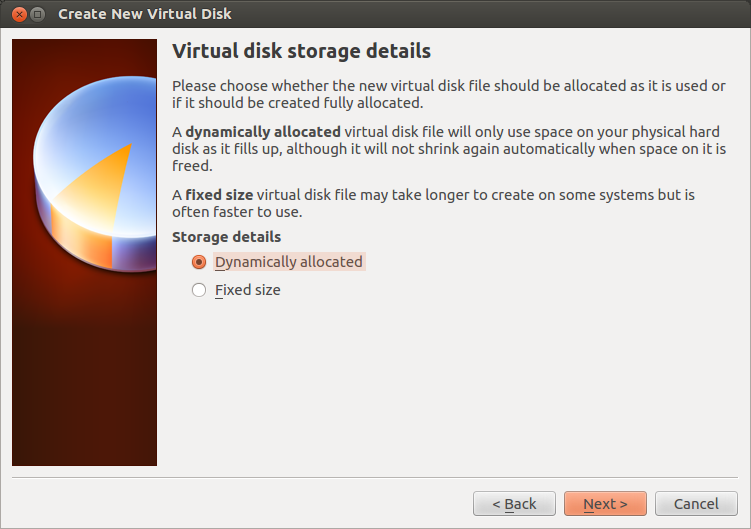 Create New Virtual Disk
Virtual disk storage details
Please choose whether the new virtual disk file should be allocated as it is used or
if it should be created fully allocated.
A dynamically allocated virtual disk file will only use space on your physical hard
disk as it fills up, although it will not shrink again automatically when space on it is
freed.
A fixed size virtual disk file may take longer to create on some systems but is
often faster to use.
Storage details
Dynamically allocated
Fixed size
< Back
Next >
Cancel